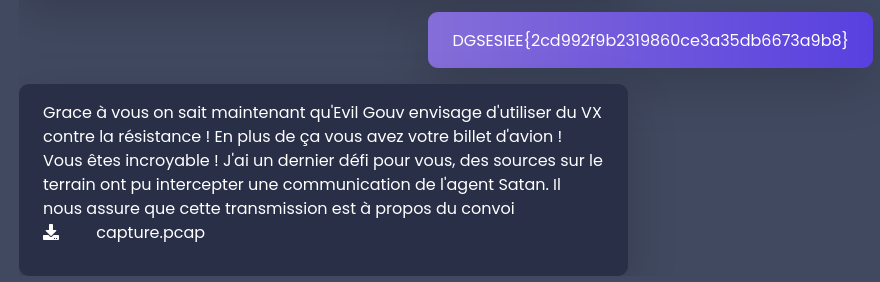 DGSESIEE{2cd992f9b2319860ce3a35db6673a9b8}
Grace à vous on sait maintenant qu'Evil Gouv envisage d'utiliser du VX
contre la résistance ! En plus de ça vous avez votre billet d'avion !
Vous êtes incroyable ! J'ai un dernier défi pour vous, des sources sur le
terrain ont pu intercepter une communication de l'agent Satan. Il
nous assure que cette transmission est à propos du convoi
capture.pcap